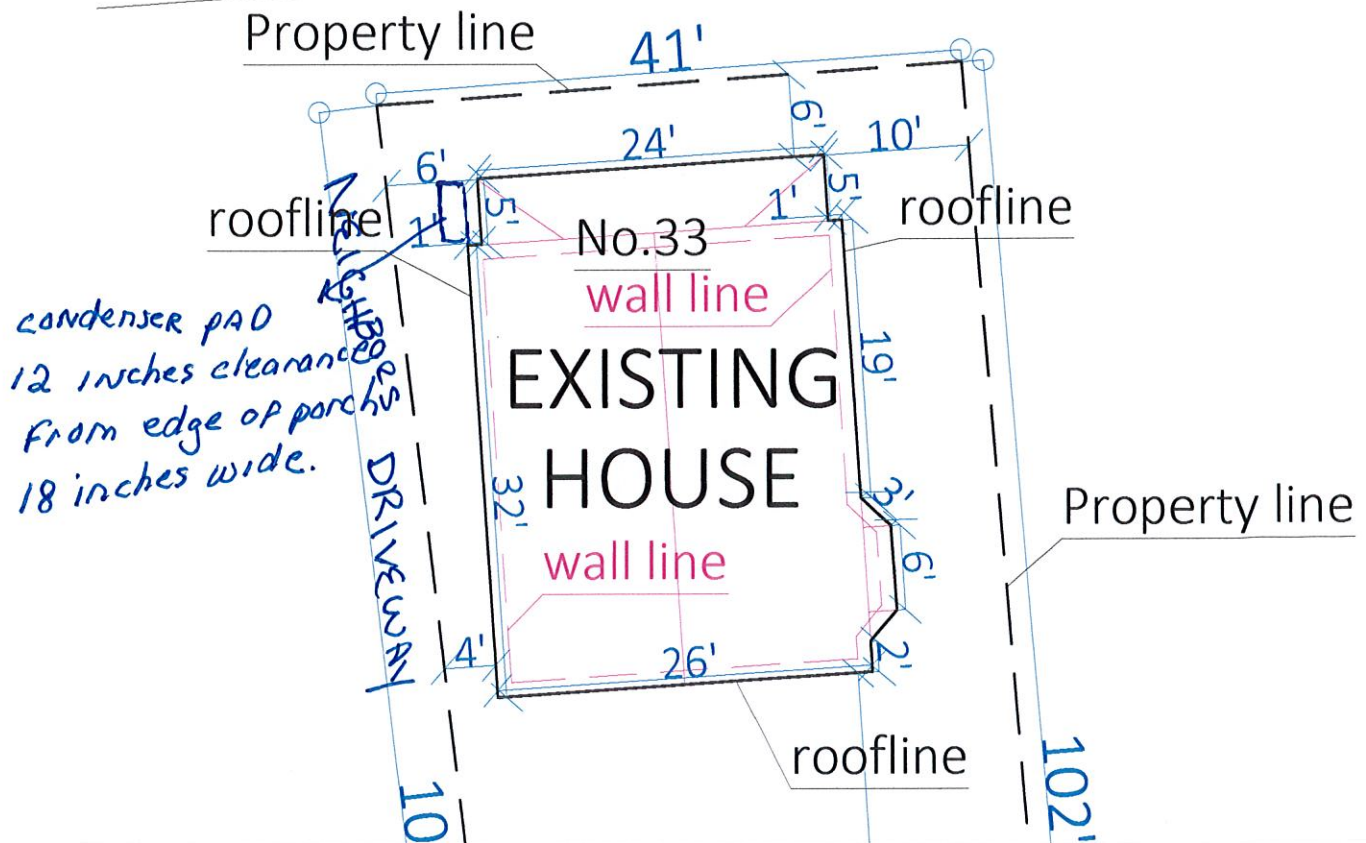 Property line
41'
6'
24'
10'
6'
5'
1'
5'
1'
roofline
roofline
No.33
wall line
CONdenseR PAD
12 INches clearance
From edge of porch
18 inches wide.
NeIGHBORS DRIVEWAY
EXISTING
HOUSE
19'
3'
6'
2'
32'
wall line
4'
26'
Property line
roofline
10
102'